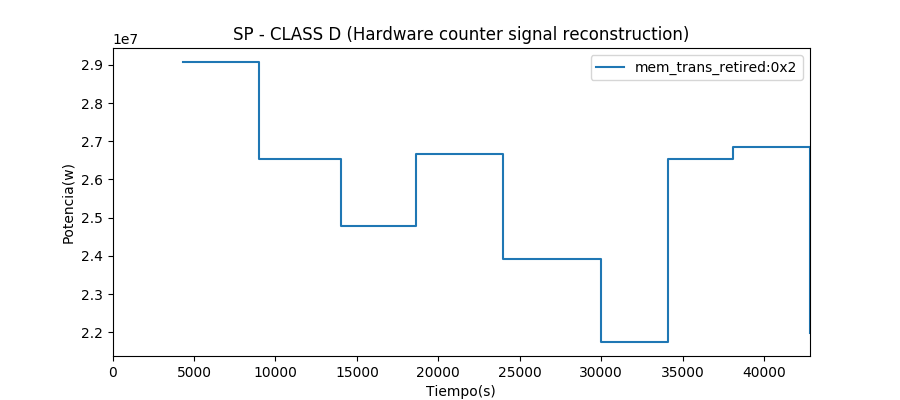 SP - CLASS D (Hardware counter signal reconstruction)
1e7
mem_trans_retired:0x2
2.9
2.8
2.7
2.6
2.5
2.4
2.3
2.2
Potencia(w)
0 5000 10000 15000 20000 25000 30000 35000 40000
Tiempo(s)